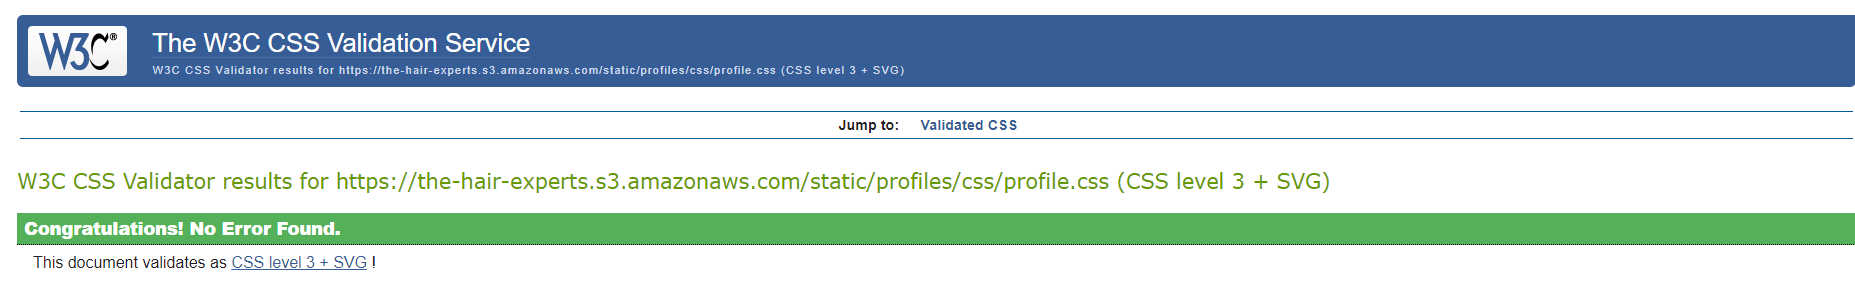 W3C®
The W3C CSS Validation Service
W3C CSS Validator results for https://the-hair-experts.s3.amazonaws.com/static/profiles/css/profile.css (CSS level 3 + SVG)
Jump to: Validated CSS
W3C CSS Validator results for https://the-hair-experts.s3.amazonaws.com/static/profiles/css/profile.css (CSS level 3 + SVG)
Congratulations! No Error Found.
This document validates as CSS level 3 + SVG !